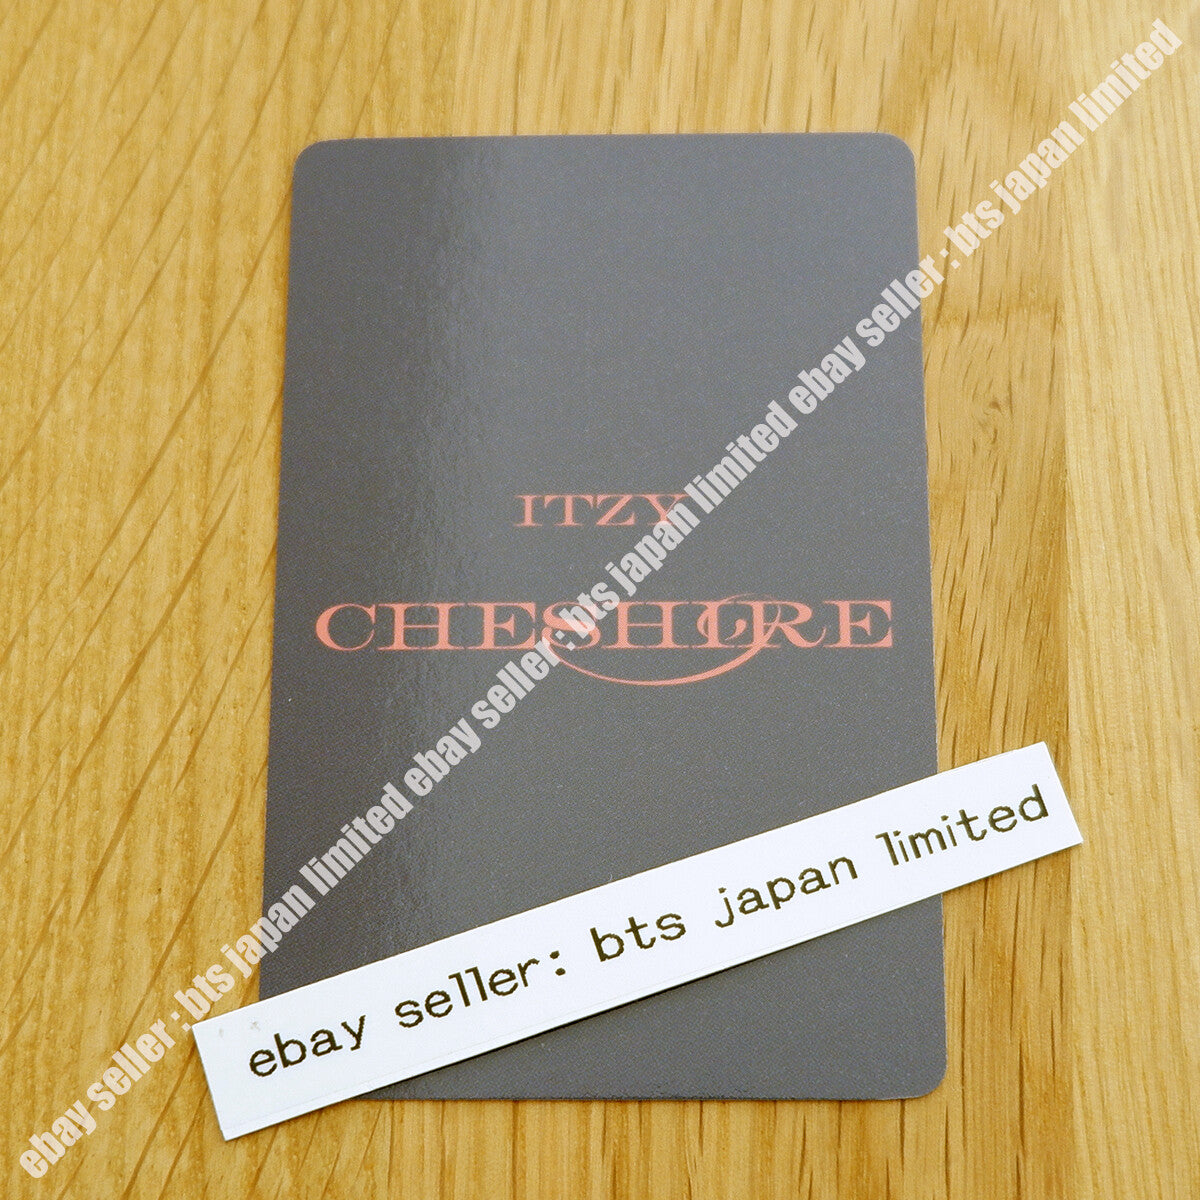 ITZY
CHESHIRE
ebay seller: bts japan limited
ebay seller : bts japan limited ebay seller : bts japan limited ebay seller : bts japan limited